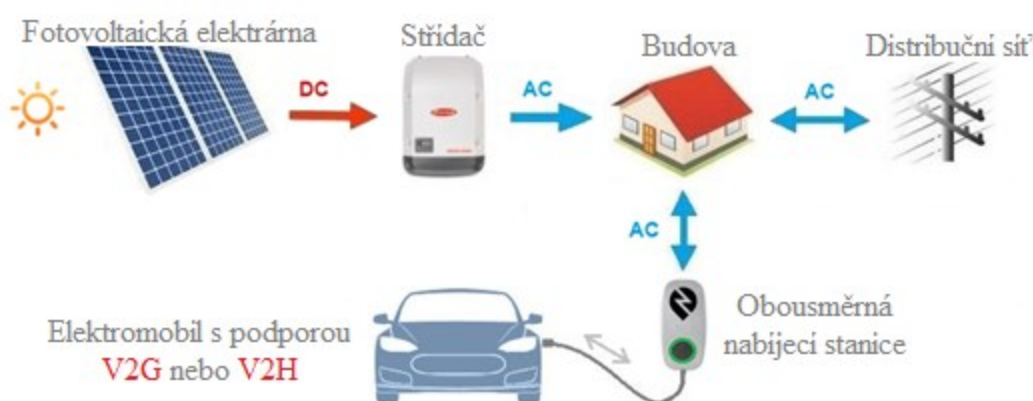 Fotovoltaická elektrárna
Střídač
Budova
Distribuční síť
DC
AC
AC
AC
Elektromobil s podporou
V2G nebo V2H
Obousměrná
nabíjecí stanice